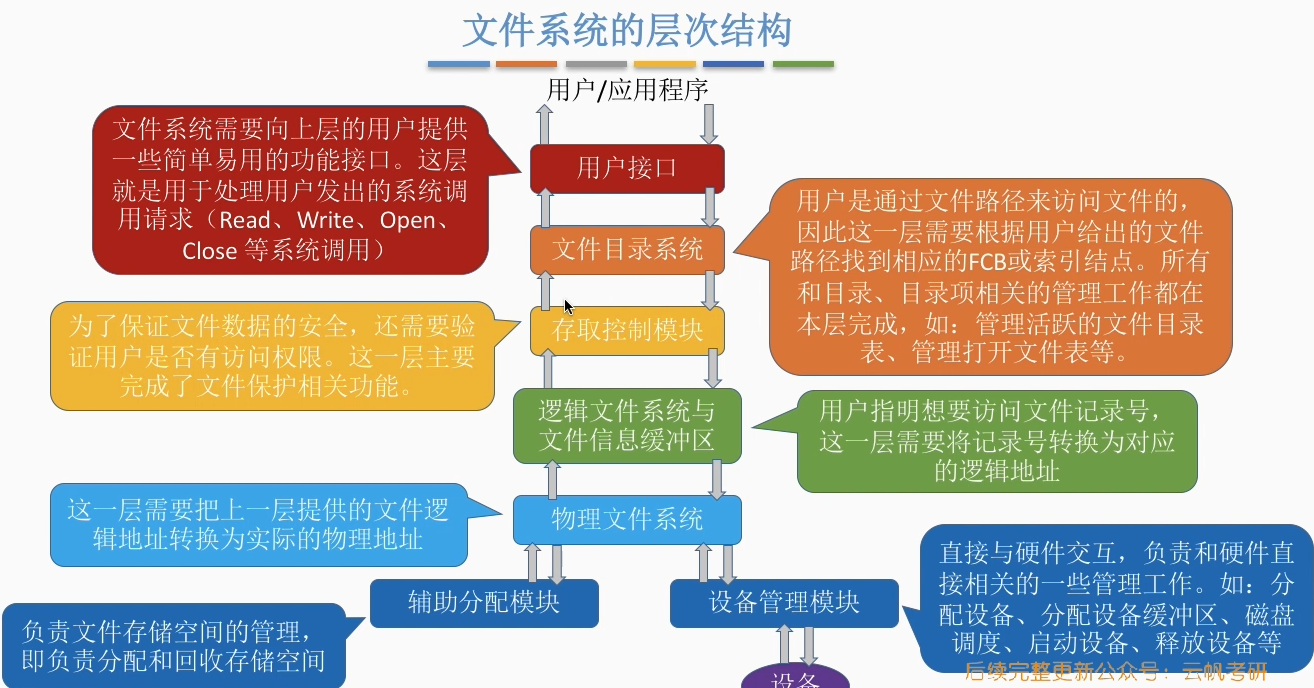 文件系统的层次结构
用户/应用程序
文件系统需要向上层的用户提供
一些简单易用的功能接口。这层
就是用于处理用户发出的系统调
用请求（Read、Write、Open、
Close 等系统调用）
用户接口
用户是通过文件路径来访问文件的，
因此这一层需要根据用户给出的文件
路径找到相应的FCB或索引结点。所有
和目录、目录项相关的管理工作都在
本层完成，如：管理活跃的文件目录
表、管理打开文件表等。
文件目录系统
为了保证文件数据的安全，还需要验
证用户是否有访问权限。这一层主要
完成了文件保护相关功能。
存取控制模块
逻辑文件系统与
文件信息缓冲区
用户指明想要访问文件记录号，
这一层需要将记录号转换为对应
的逻辑地址
这一层需要把上一层提供的文件逻
辑地址转换为实际的物理地址
物理文件系统
直接与硬件交互，负责和硬件直
接相关的一些管理工作。如：分
配设备、分配设备缓冲区、磁盘
调度、启动设备、释放设备等
辅助分配模块
设备管理模块
负责文件存储空间的管理，
即负责分配和回收存储空间
设备
后续完整更新公众号：云帆考研